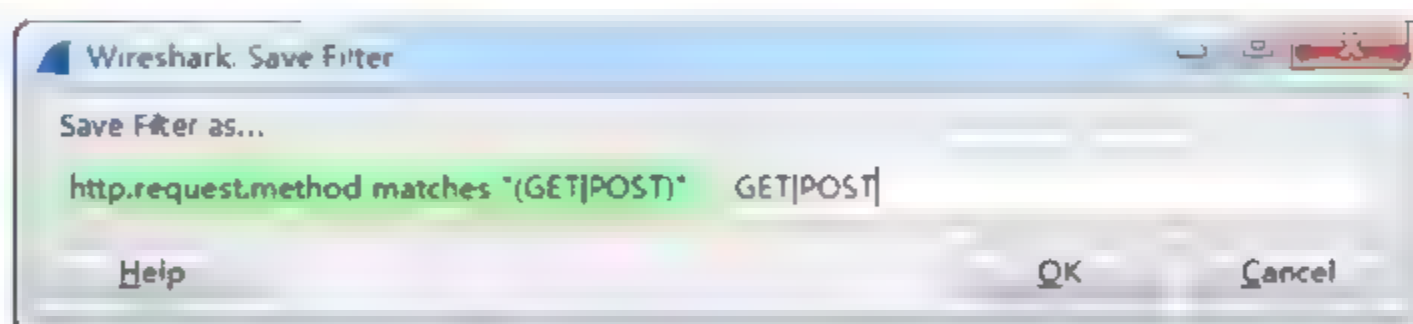 Wireshark. Save Filter
Save Filter as...
http.request.method matches "(GET|POST)" GET|POST
Help OK Cancel